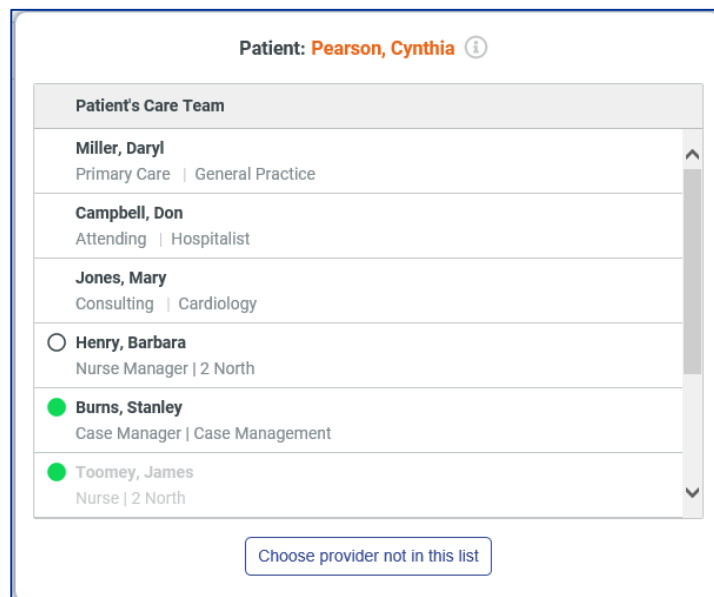 Patient: Pearson, Cynthia
Patient's Care Team
Miller, Daryl
Primary Care | General Practice
Campbell, Don
Attending | Hospitalist
Jones, Mary
Consulting | Cardiology
Henry, Barbara
Nurse Manager | 2 North
Burns, Stanley
Case Manager | Case Management
Toomey, James
Nurse | 2 North
Choose provider not in this list